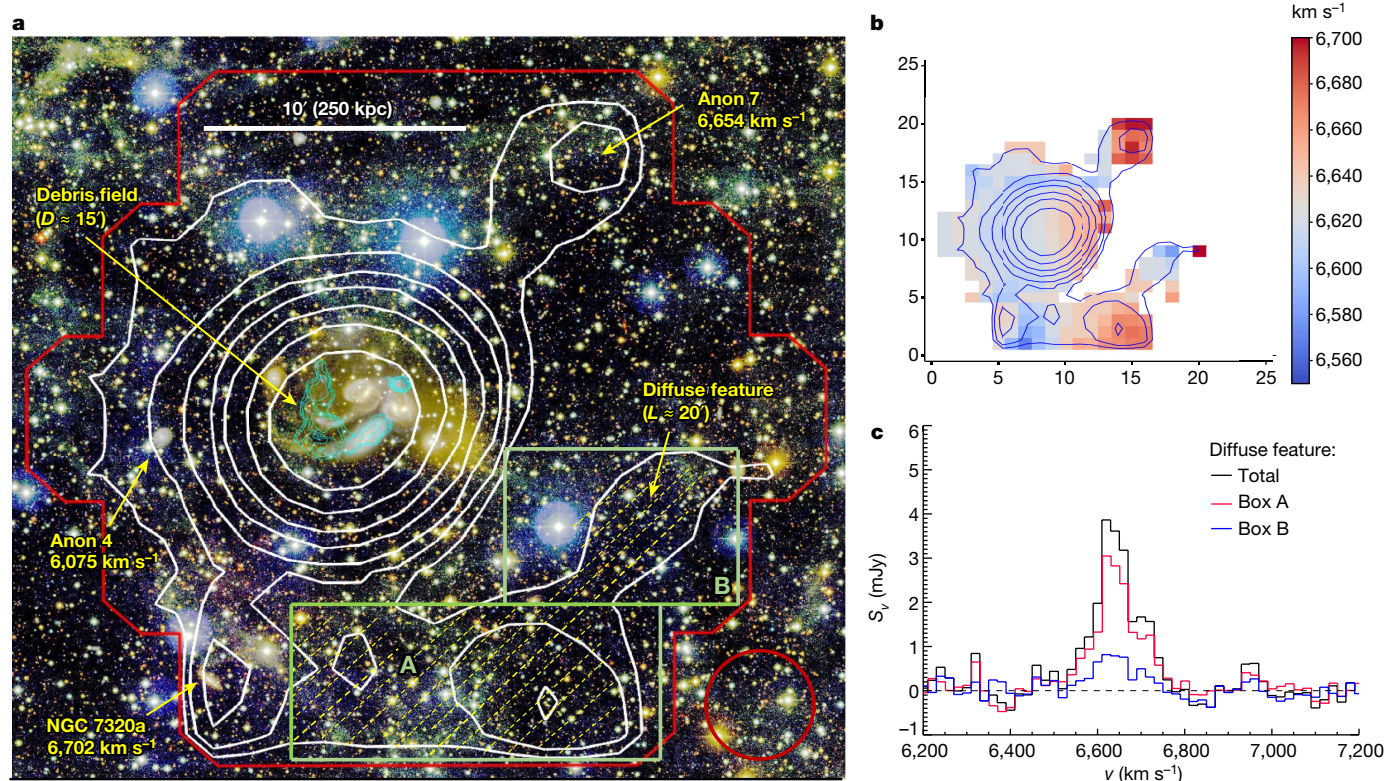 a
10′ (250 kpc)
Anon 7
6,654 km s⁻¹
Debris field
(D ≈ 15′)
Diffuse feature
(L ≈ 20′)
Anon 4
6,075 km s⁻¹
B
A
NGC 7320a
6,702 km s⁻¹
b
km s⁻¹
25
20
15
10
5
0
0 5 10 15 20 25
6,700
6,680
6,660
6,640
6,620
6,600
6,580
6,560
c
6
5
4
3
2
1
0
−1
Sᵥ (mJy)
Diffuse feature:
Total
Box A
Box B
6,200 6,400 6,600 6,800 7,000 7,200
v (km s⁻¹)